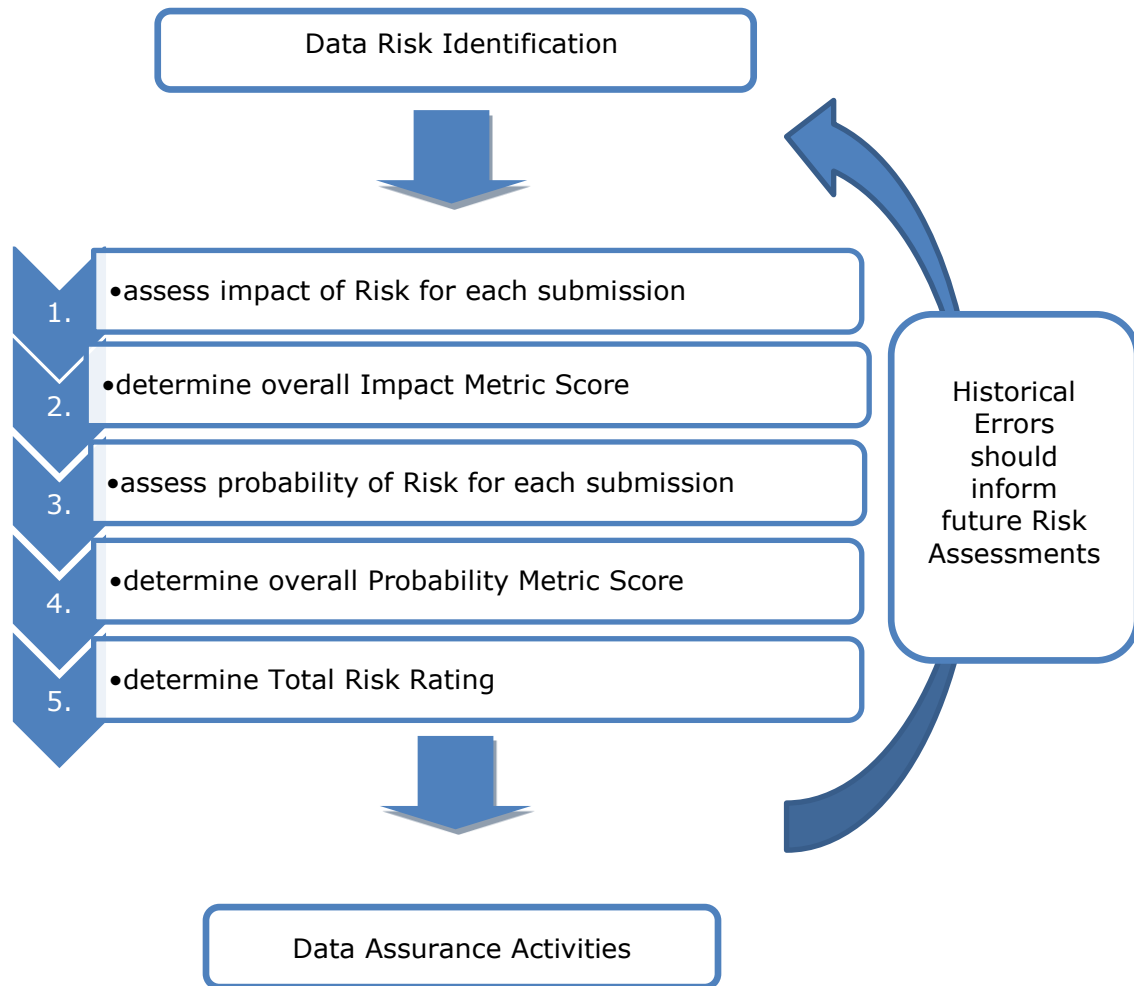 Data Risk Identification
1.
•assess impact of Risk for each submission
2.
•determine overall Impact Metric Score
3.
•assess probability of Risk for each submission
4.
•determine overall Probability Metric Score
5.
•determine Total Risk Rating
Historical
Errors
should
inform
future Risk
Assessments
Data Assurance Activities